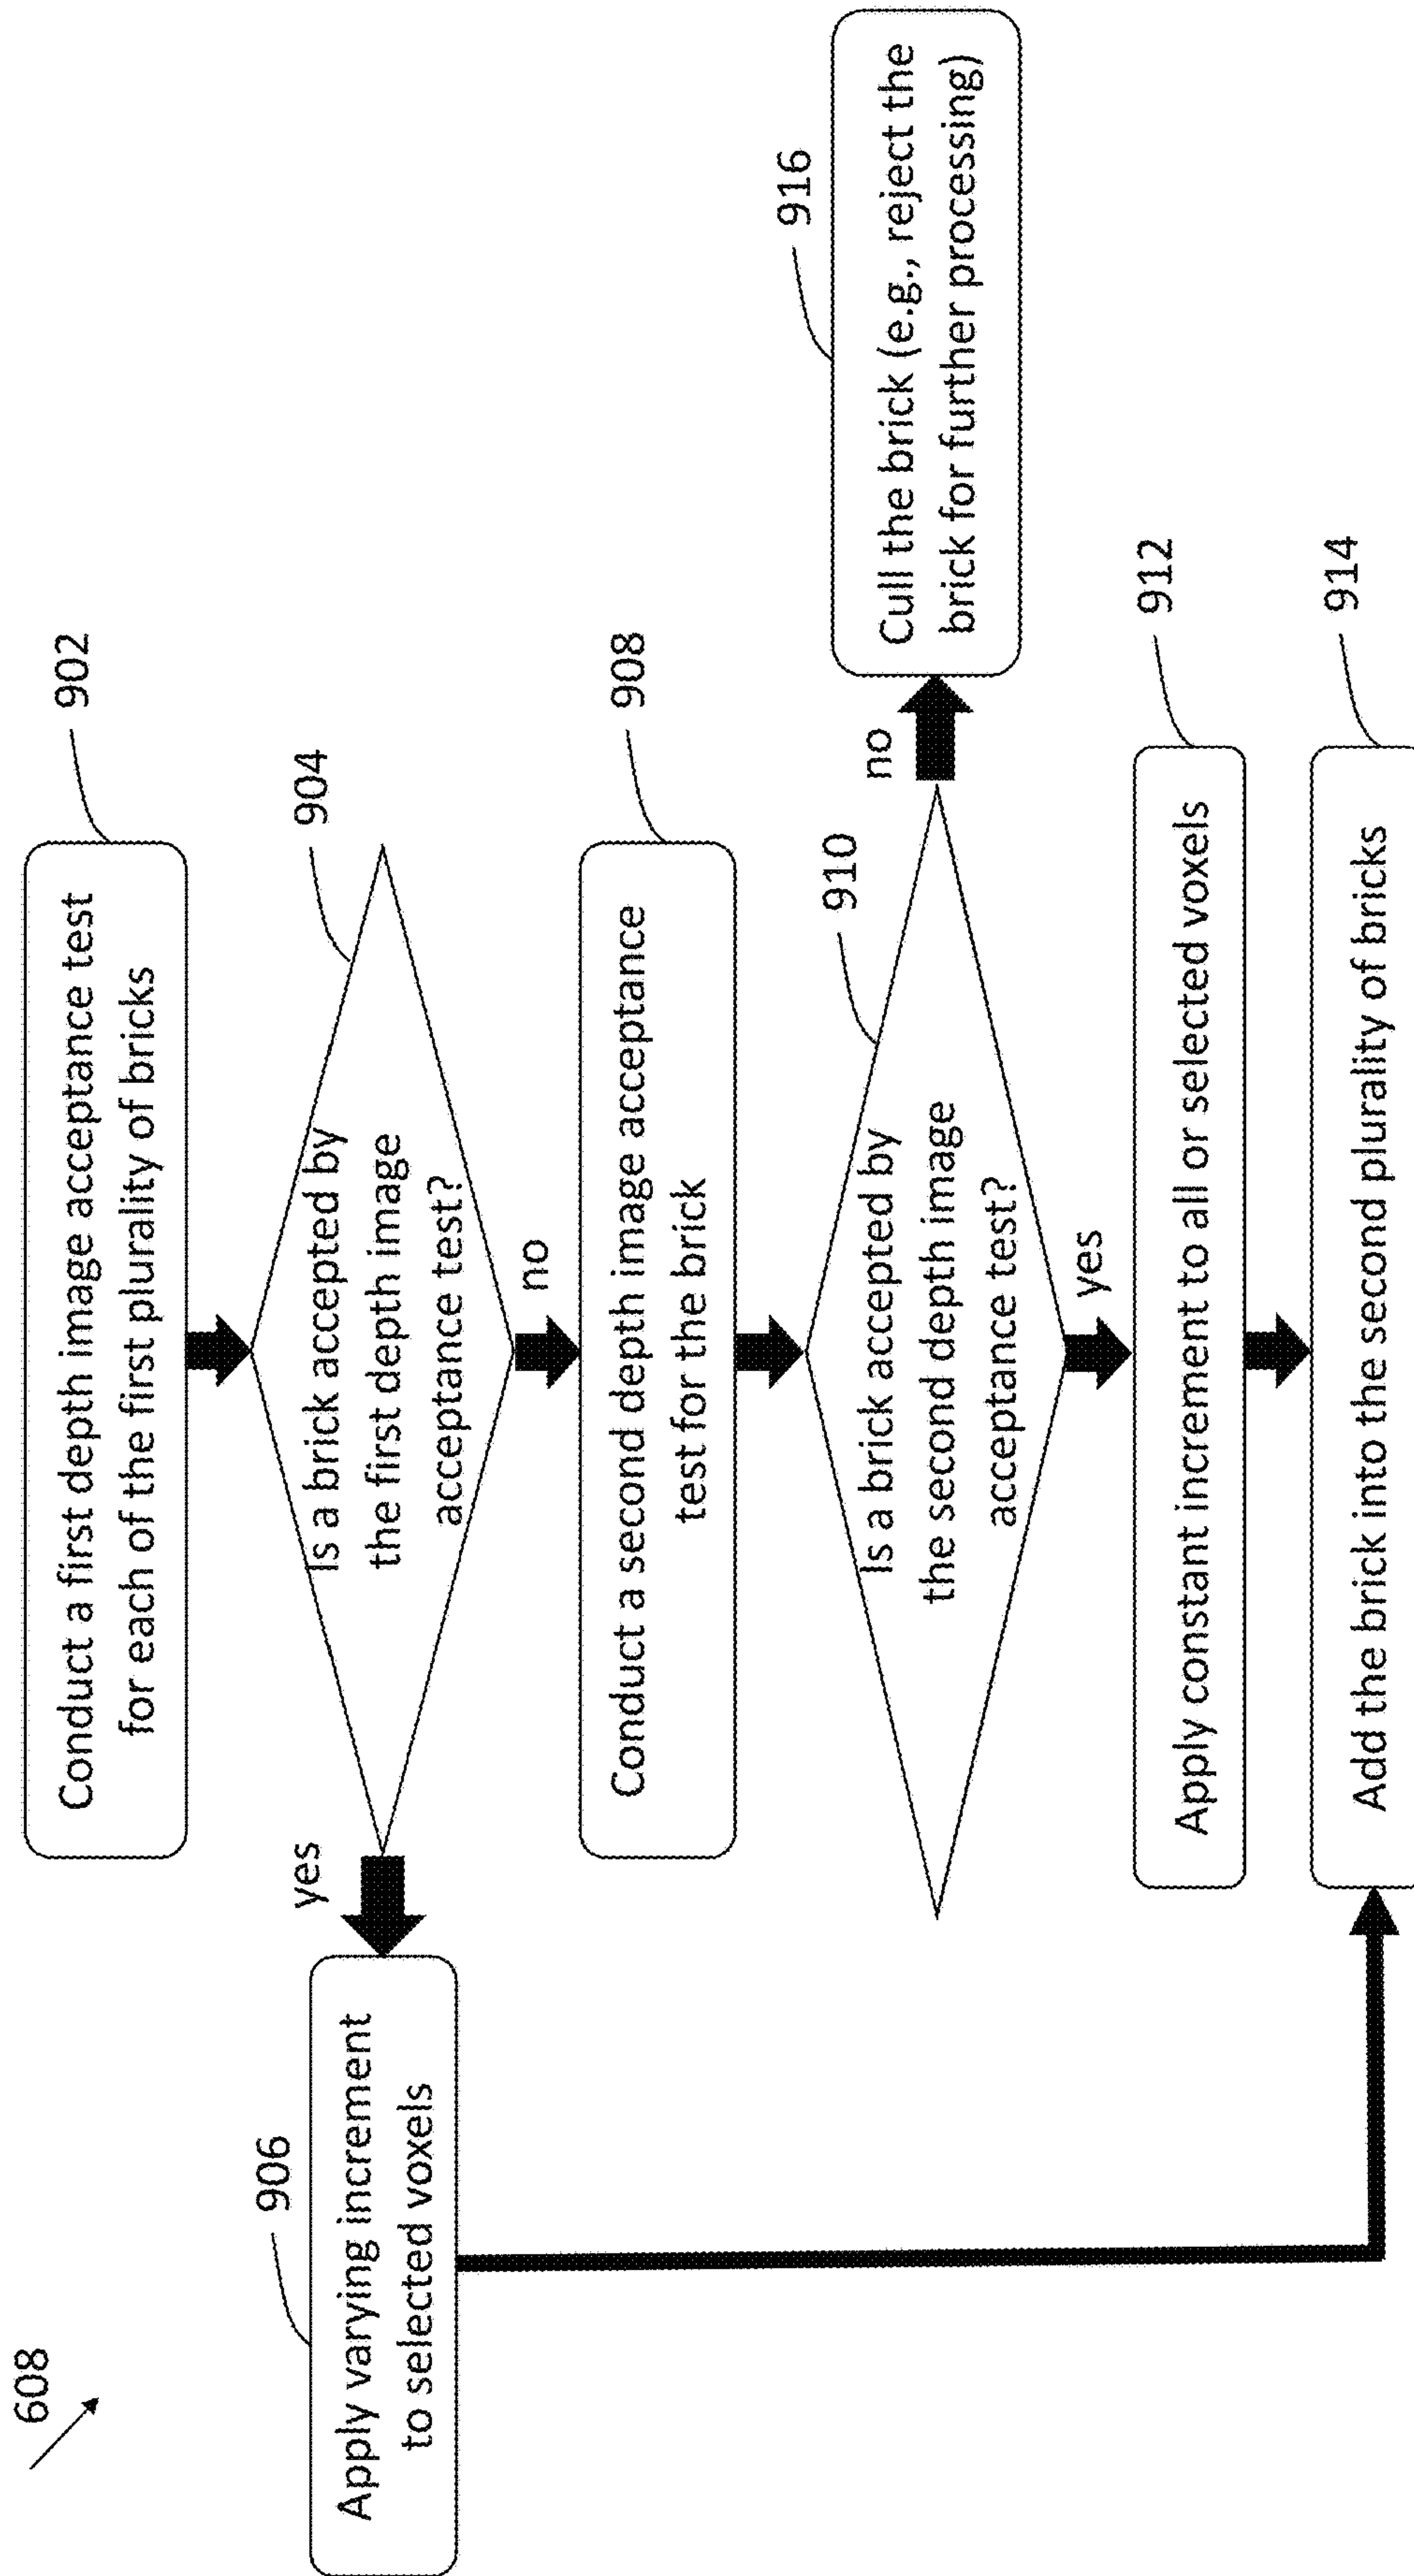 608
902
Conduct a first depth image acceptance test
for each of the first plurality of bricks
904
Is a brick accepted by
the first depth image
acceptance test?
yes
no
906
Apply varying increment
to selected voxels
908
Conduct a second depth image acceptance
test for the brick
910
Is a brick accepted by
the second depth image
acceptance test?
no
yes
916
Cull the brick (e.g., reject the
brick for further processing)
912
Apply constant increment to all or selected voxels
914
Add the brick into the second plurality of bricks